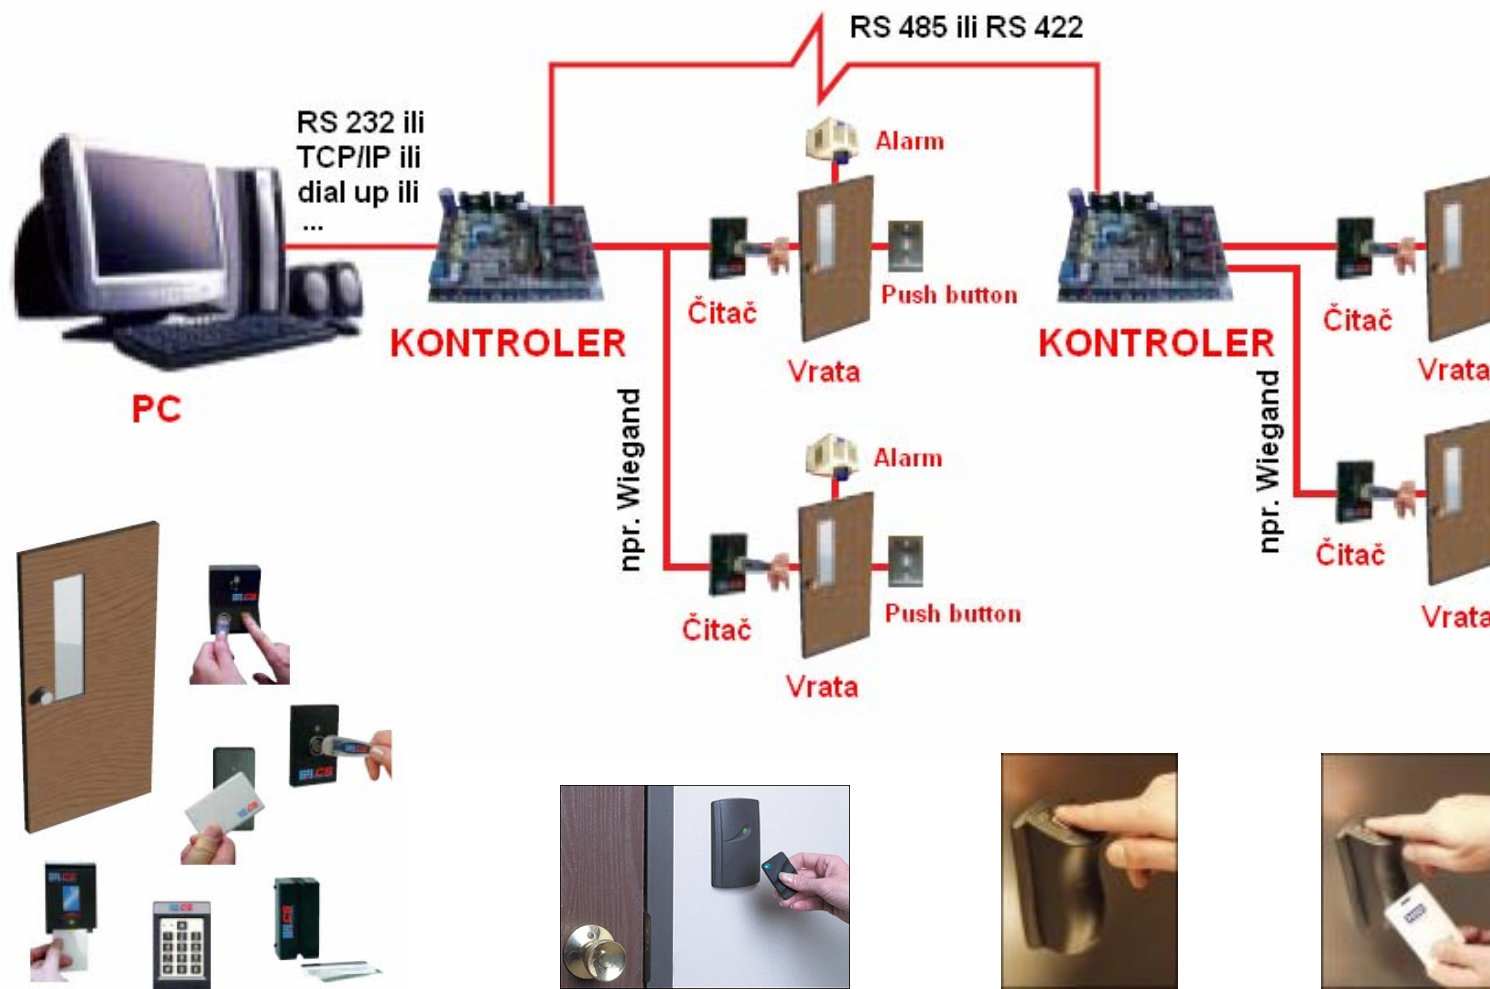 RS 485 ili RS 422
RS 232 ili
TCP/IP ili
dial up ili
...
Alarm
Push button
Čitač
Čitač
KONTROLER
KONTROLER
Vrata
Vrata
PC
npr. Wiegand
npr. Wiegand
Alarm
Čitač
Push button
Čitač
Vrata
Vrata